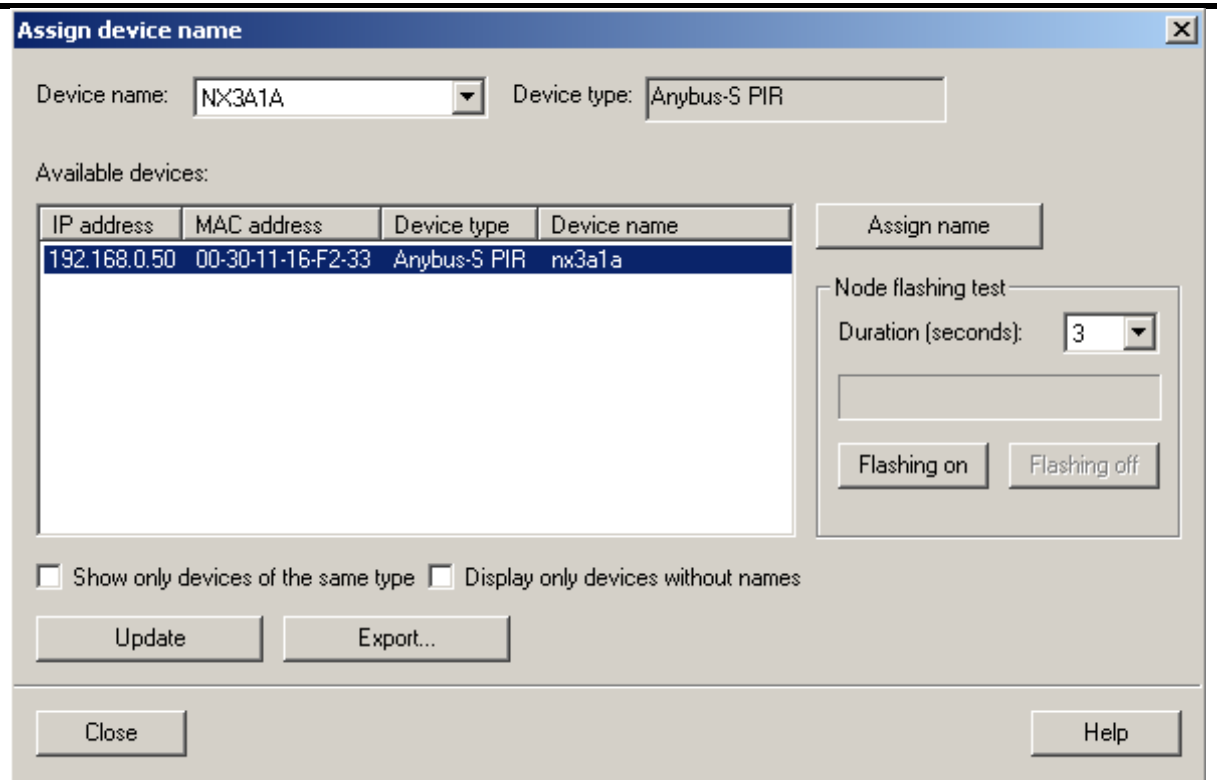 Assign device name
Device name: NX3A1A Device type: Anybus-S PIR
Available devices:
IP address MAC address Device type Device name
192.168.0.50 00-30-11-16-F2-33 Anybus-S PIR nx3a1a
Assign name
Node flashing test
Duration (seconds): 3
Flashing on Flashing off
Show only devices of the same type Display only devices without names
Update Export...
Close Help